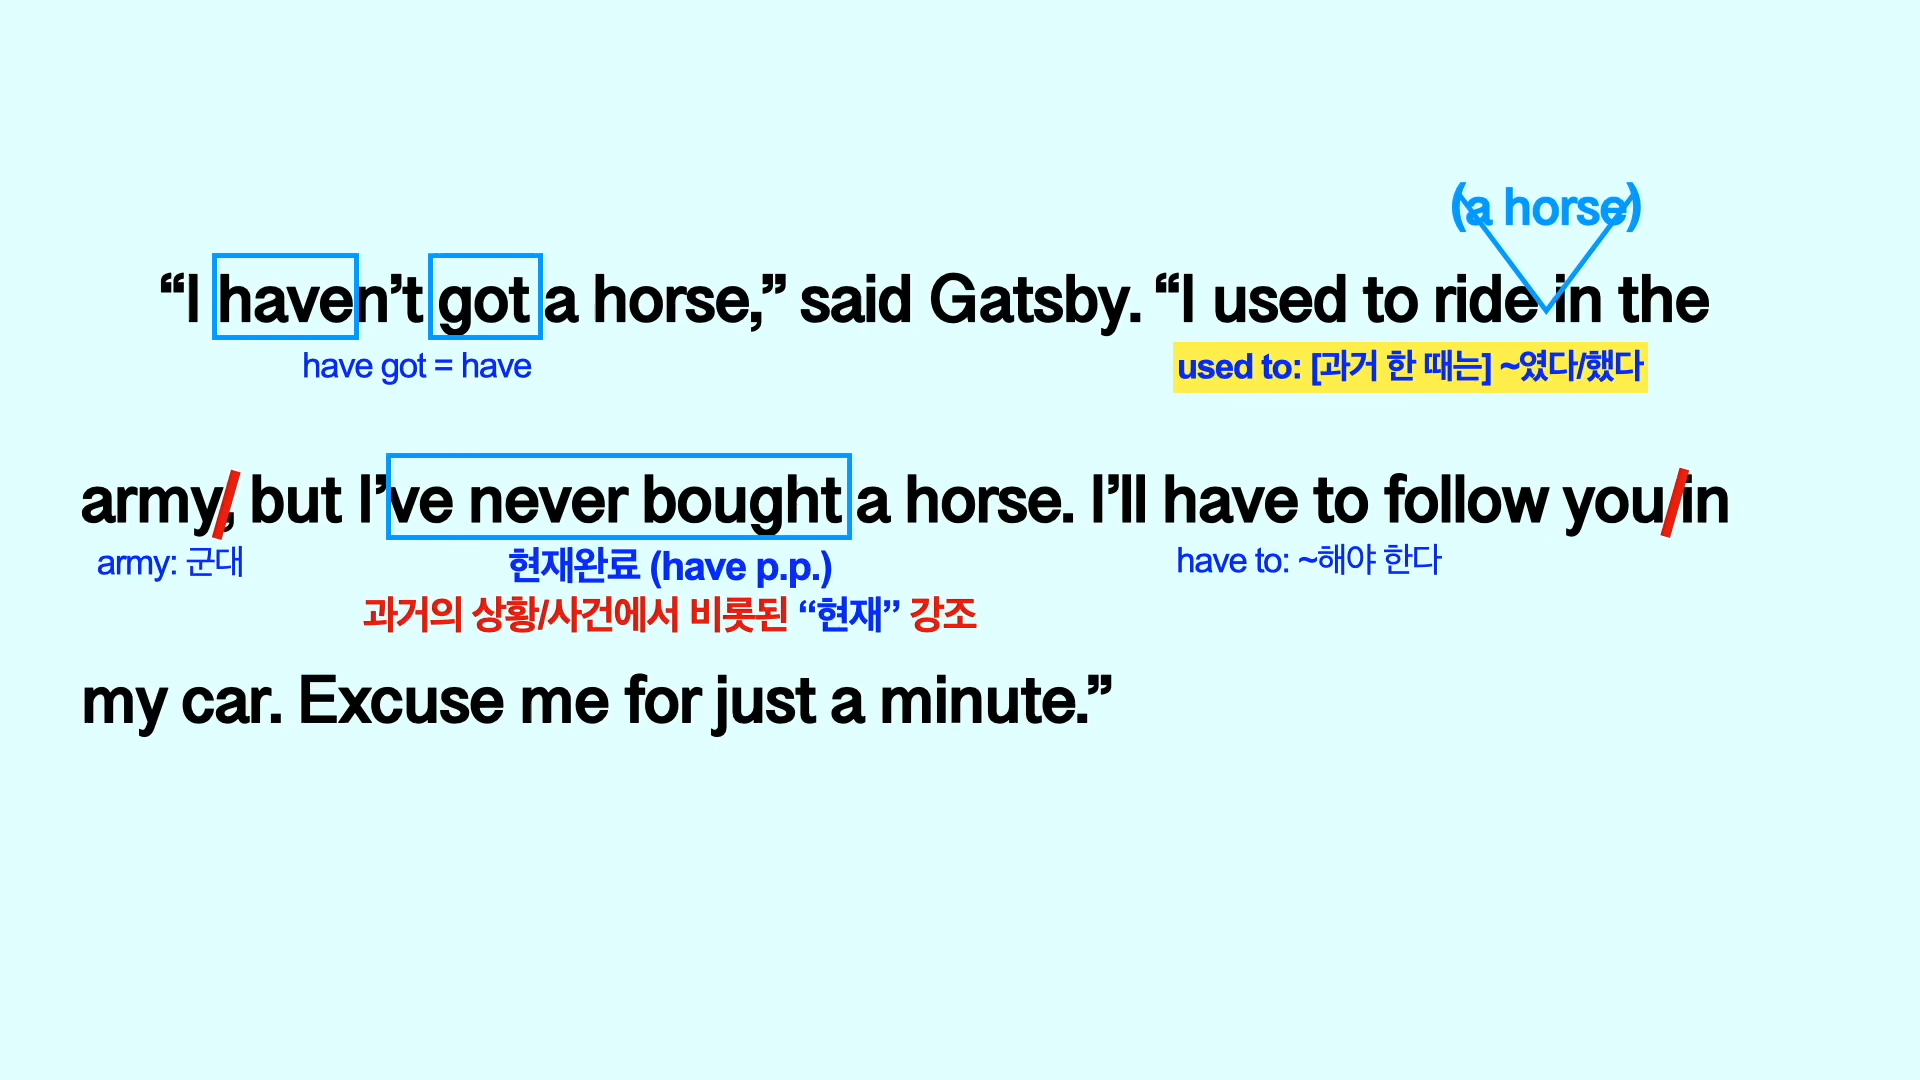 (a horse)
“I haven’t got a horse,” said Gatsby. “I used to ride in the
have got = have
used to: [과거 한 때는] ~였다/했다
army, but I’ve never bought a horse. I’ll have to follow you/in
army: 군대
현재완료 (have p.p.)
have to: ~해야 한다
과거의 상황/사건에서 비롯된 “현재” 강조
my car. Excuse me for just a minute.”